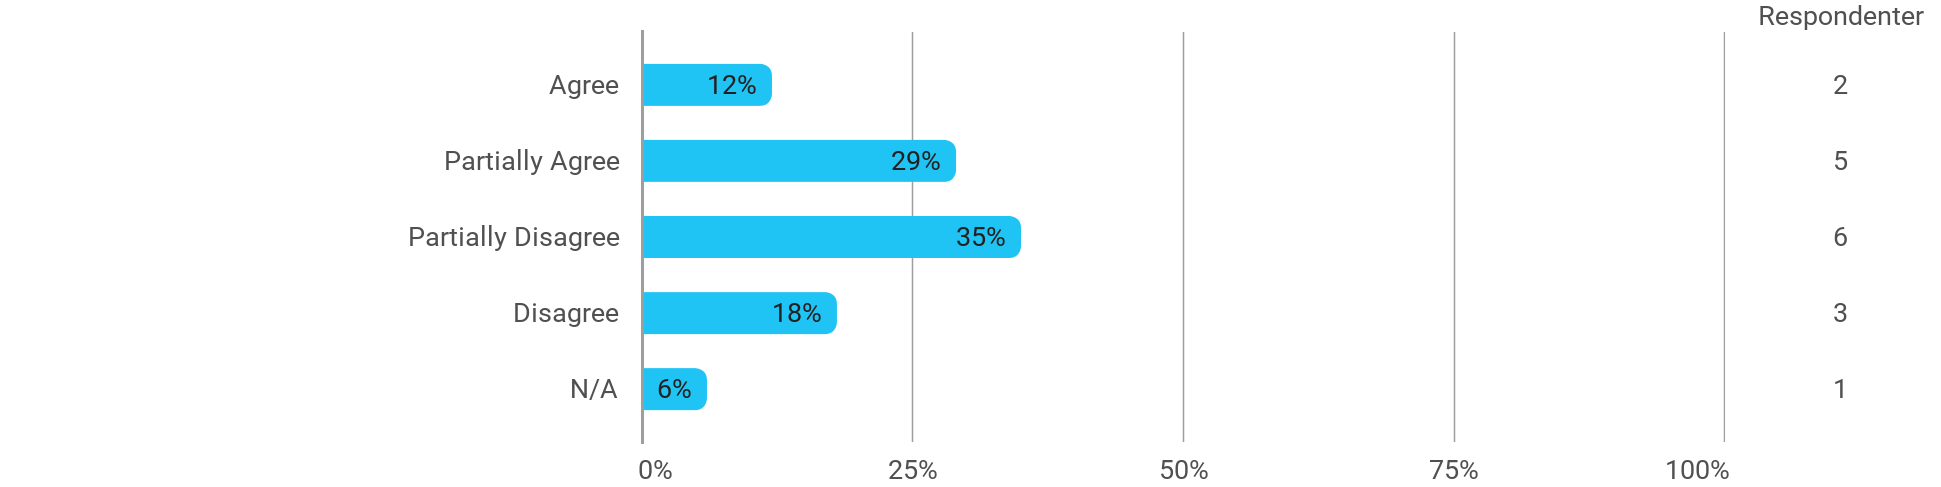 Respondenter
Agree 12% 2
Partially Agree 29% 5
Partially Disagree 35% 6
Disagree 18% 3
N/A 6% 1
0% 25% 50% 75% 100%